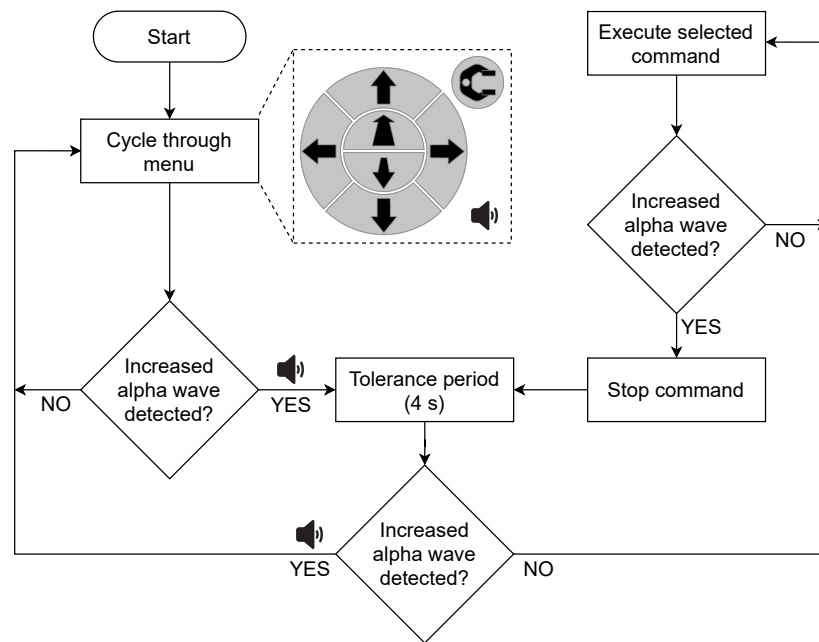 Start
Cycle through
menu
Execute selected
command
Increased
alpha wave
detected?
NO
YES
Stop command
Increased
alpha wave
detected?
NO
YES
Tolerance period
(4 s)
Increased
alpha wave
detected?
YES
NO